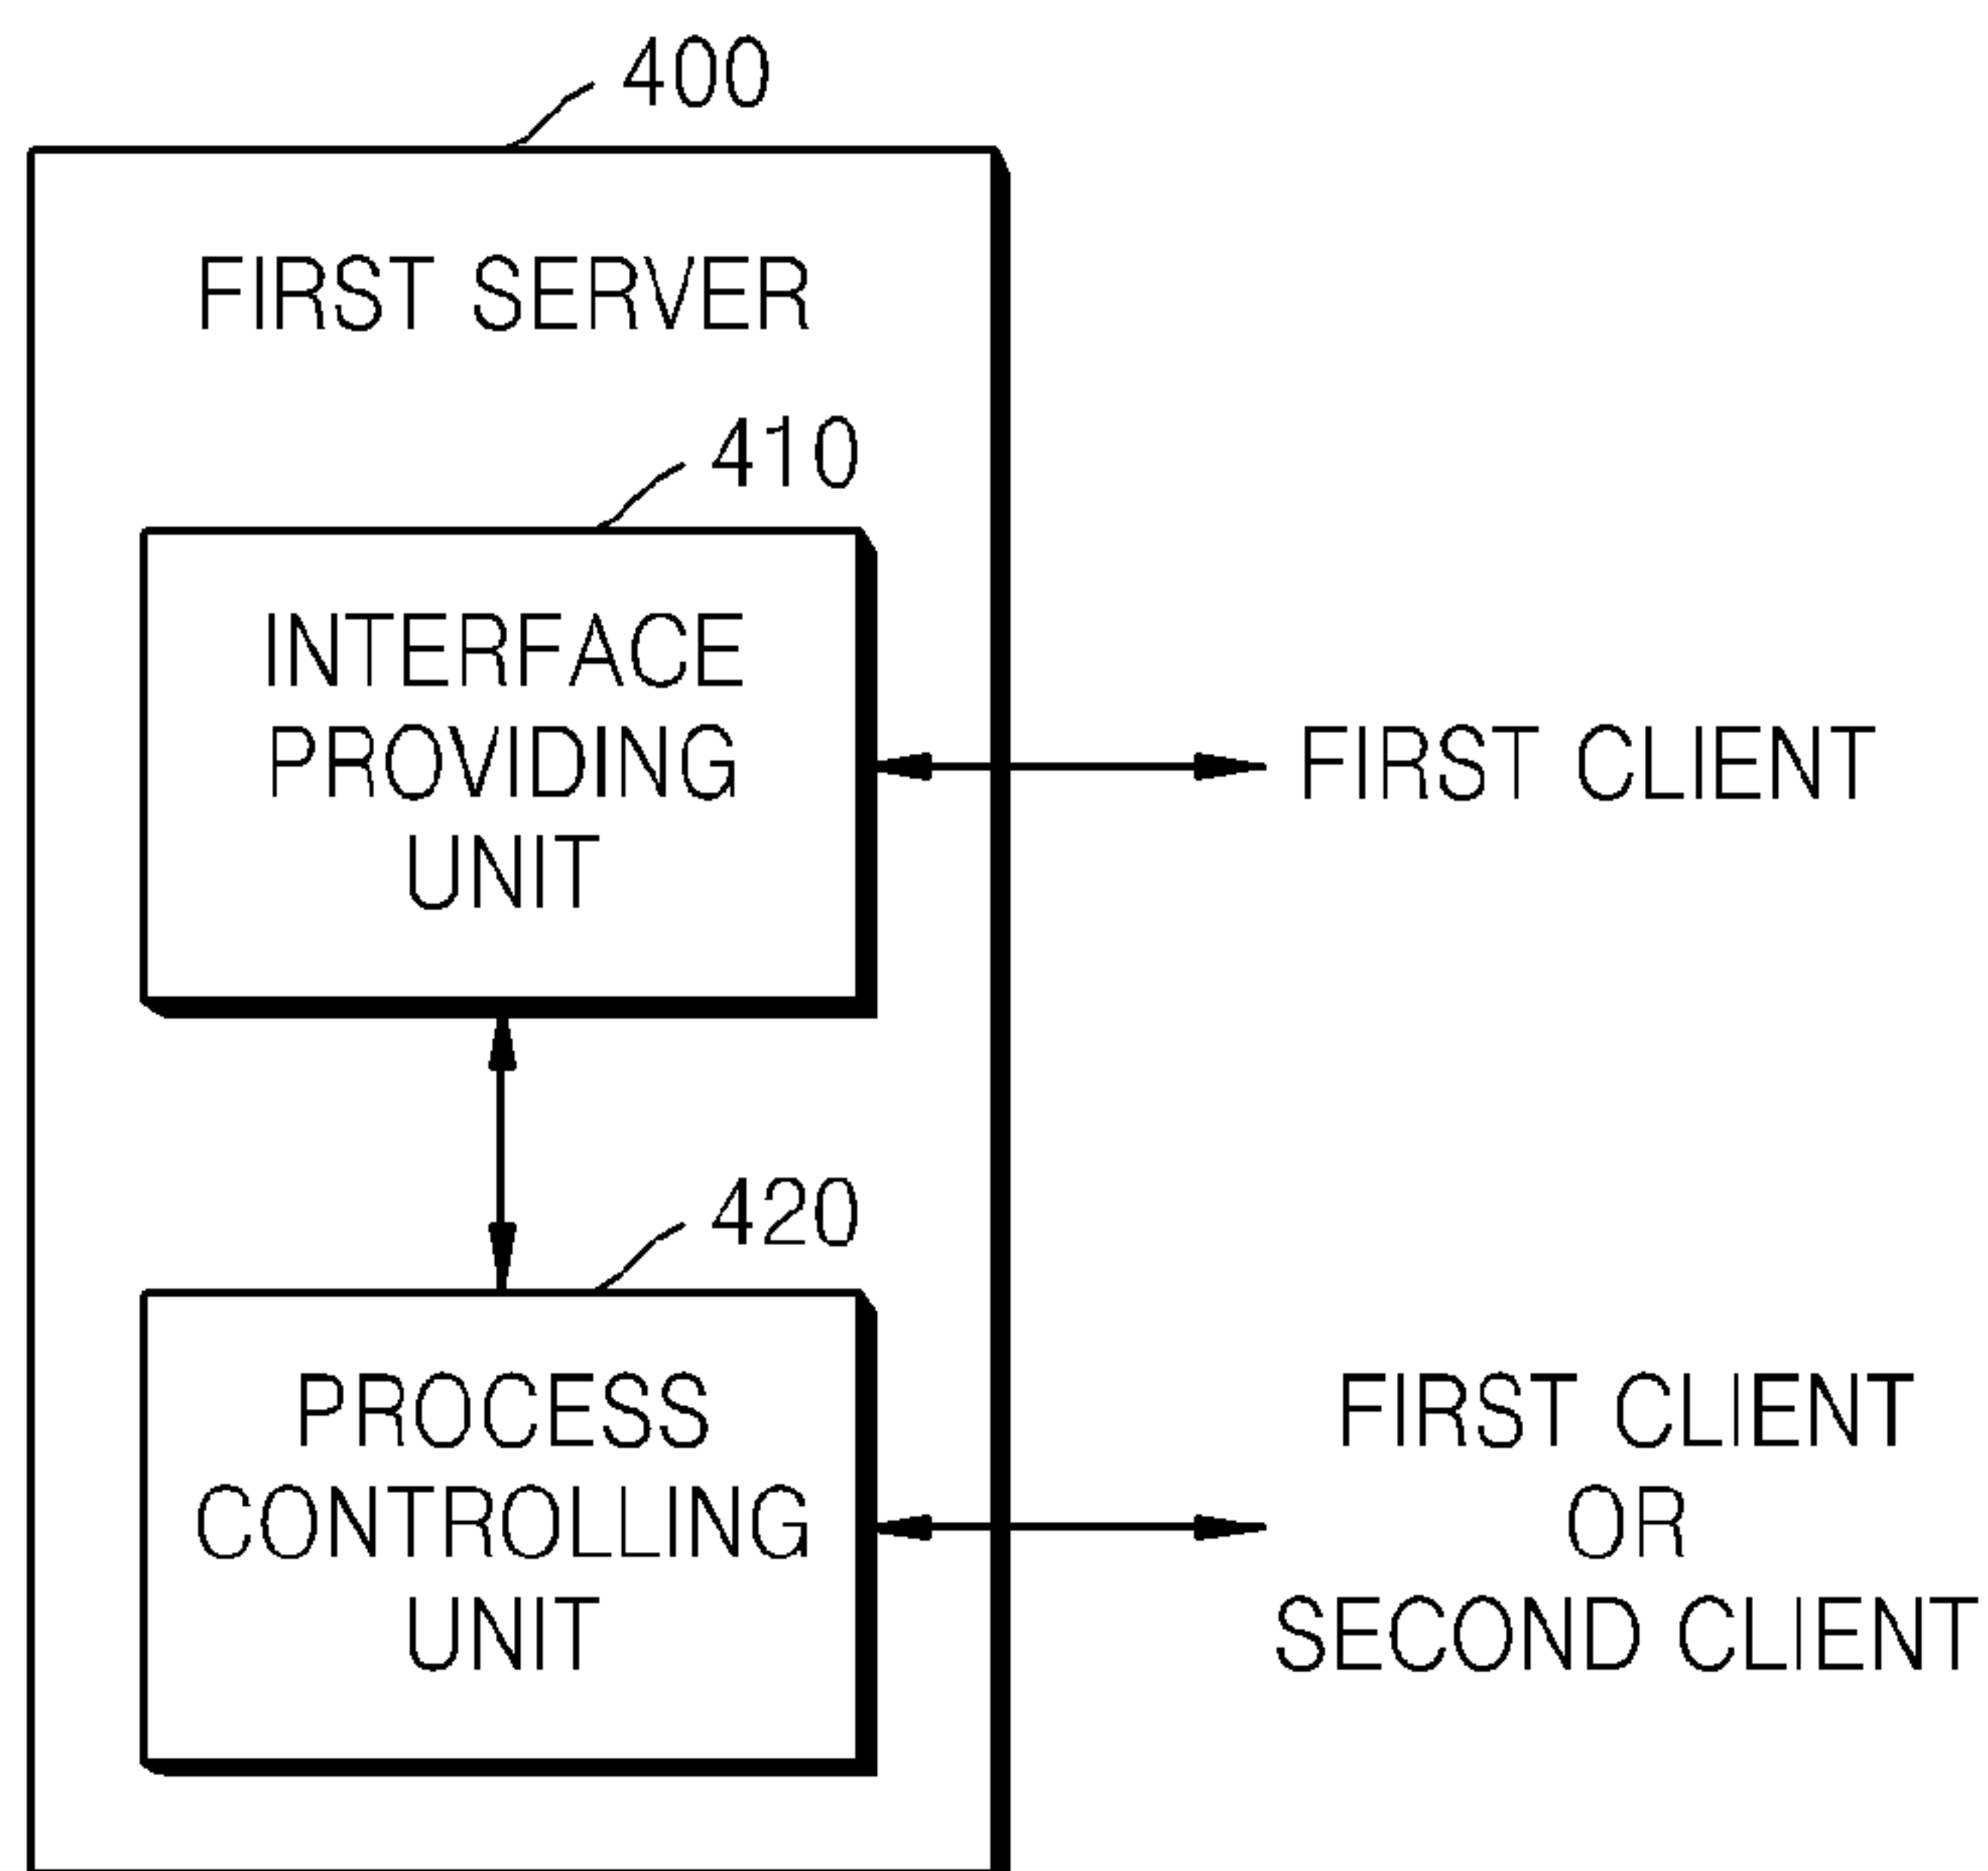 400
FIRST SERVER
410
INTERFACE
PROVIDING
UNIT
FIRST CLIENT
420
PROCESS
CONTROLLING
UNIT
FIRST CLIENT
OR
SECOND CLIENT